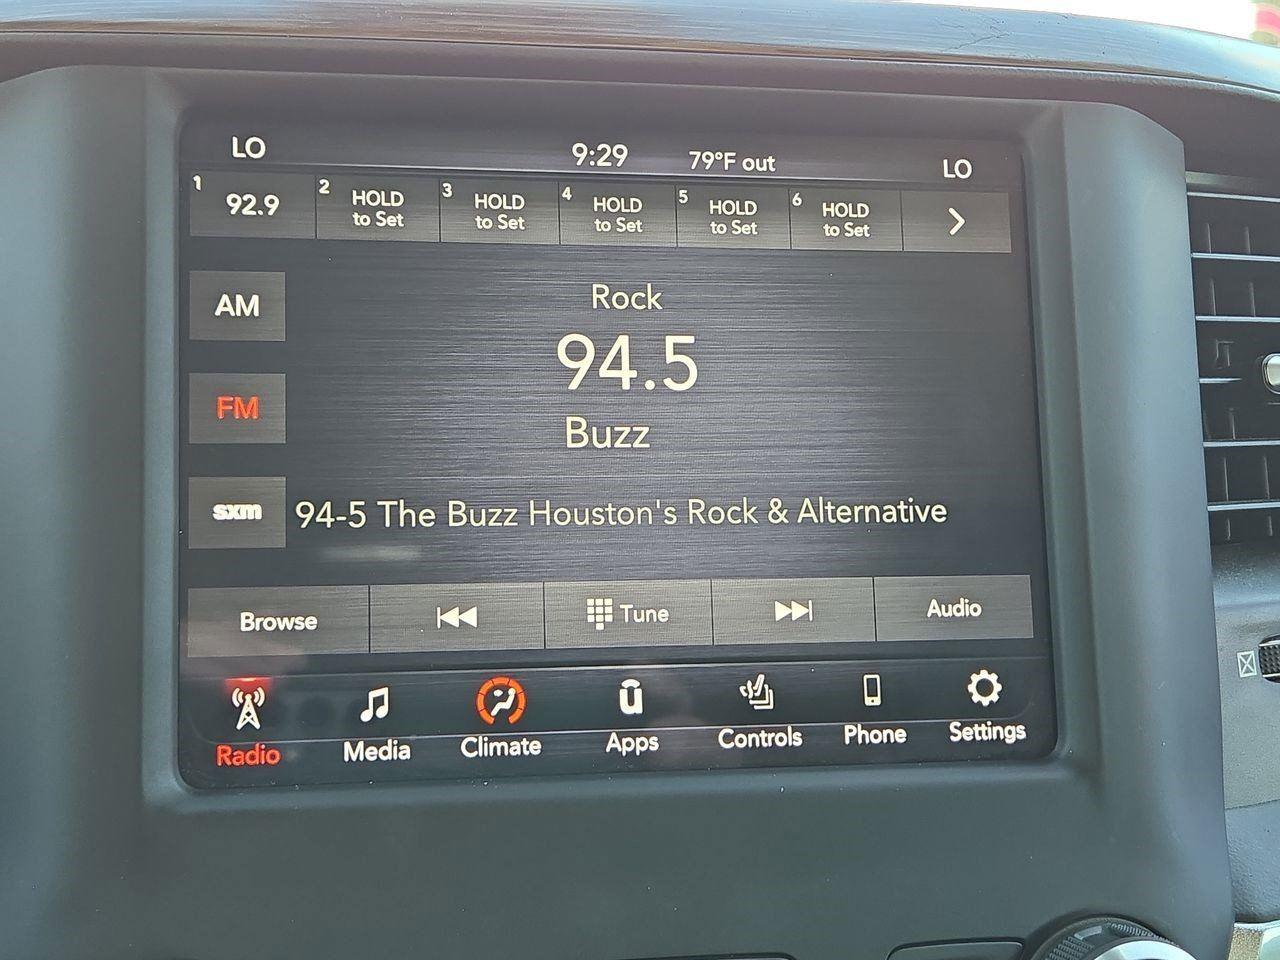 LO 9:29 79°F out LO
1 92.9
2 HOLD to Set
3 HOLD to Set
4 HOLD to Set
5 HOLD to Set
6 HOLD to Set
AM
Rock
94.5
FM
Buzz
sxm
94-5 The Buzz Houston's Rock & Alternative
Browse Tune Audio
Radio Media Climate Apps Controls Phone Settings